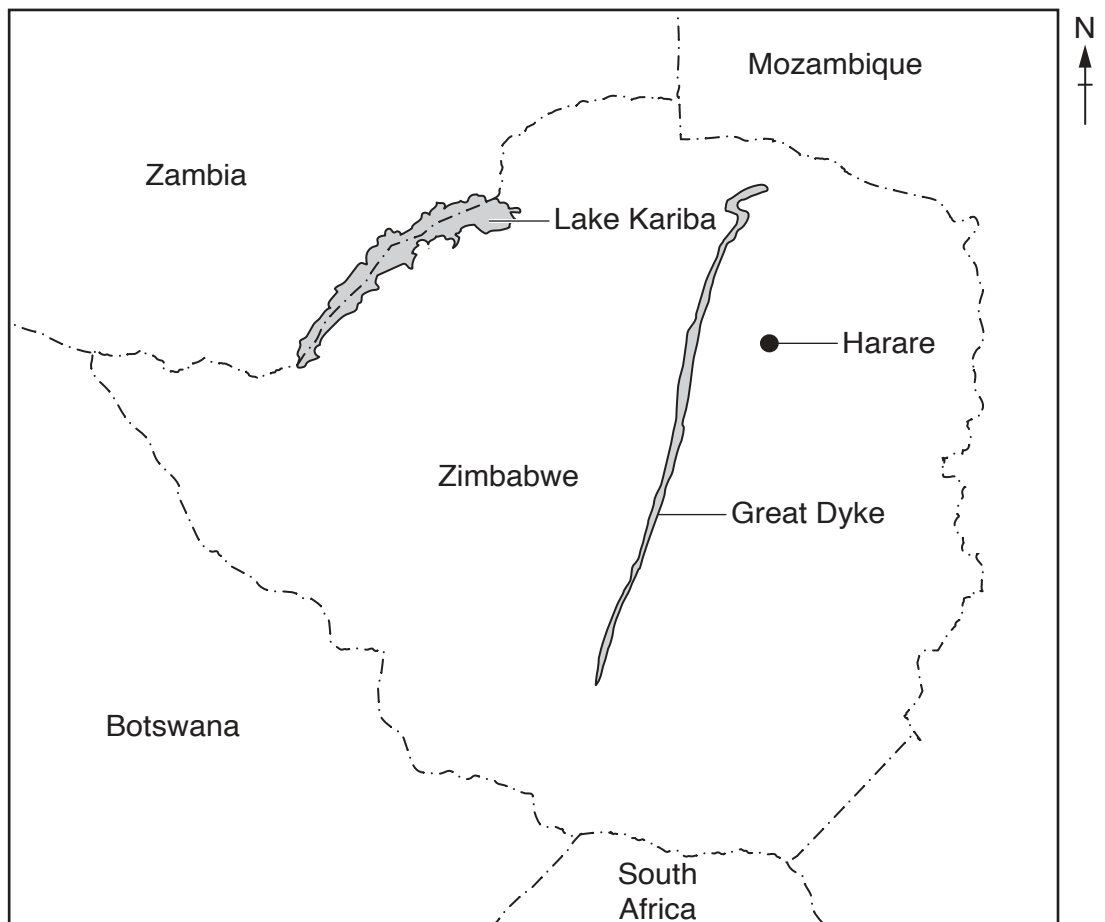 N
Mozambique
Zambia
Lake Kariba
Harare
Zimbabwe
Great Dyke
Botswana
South
Africa